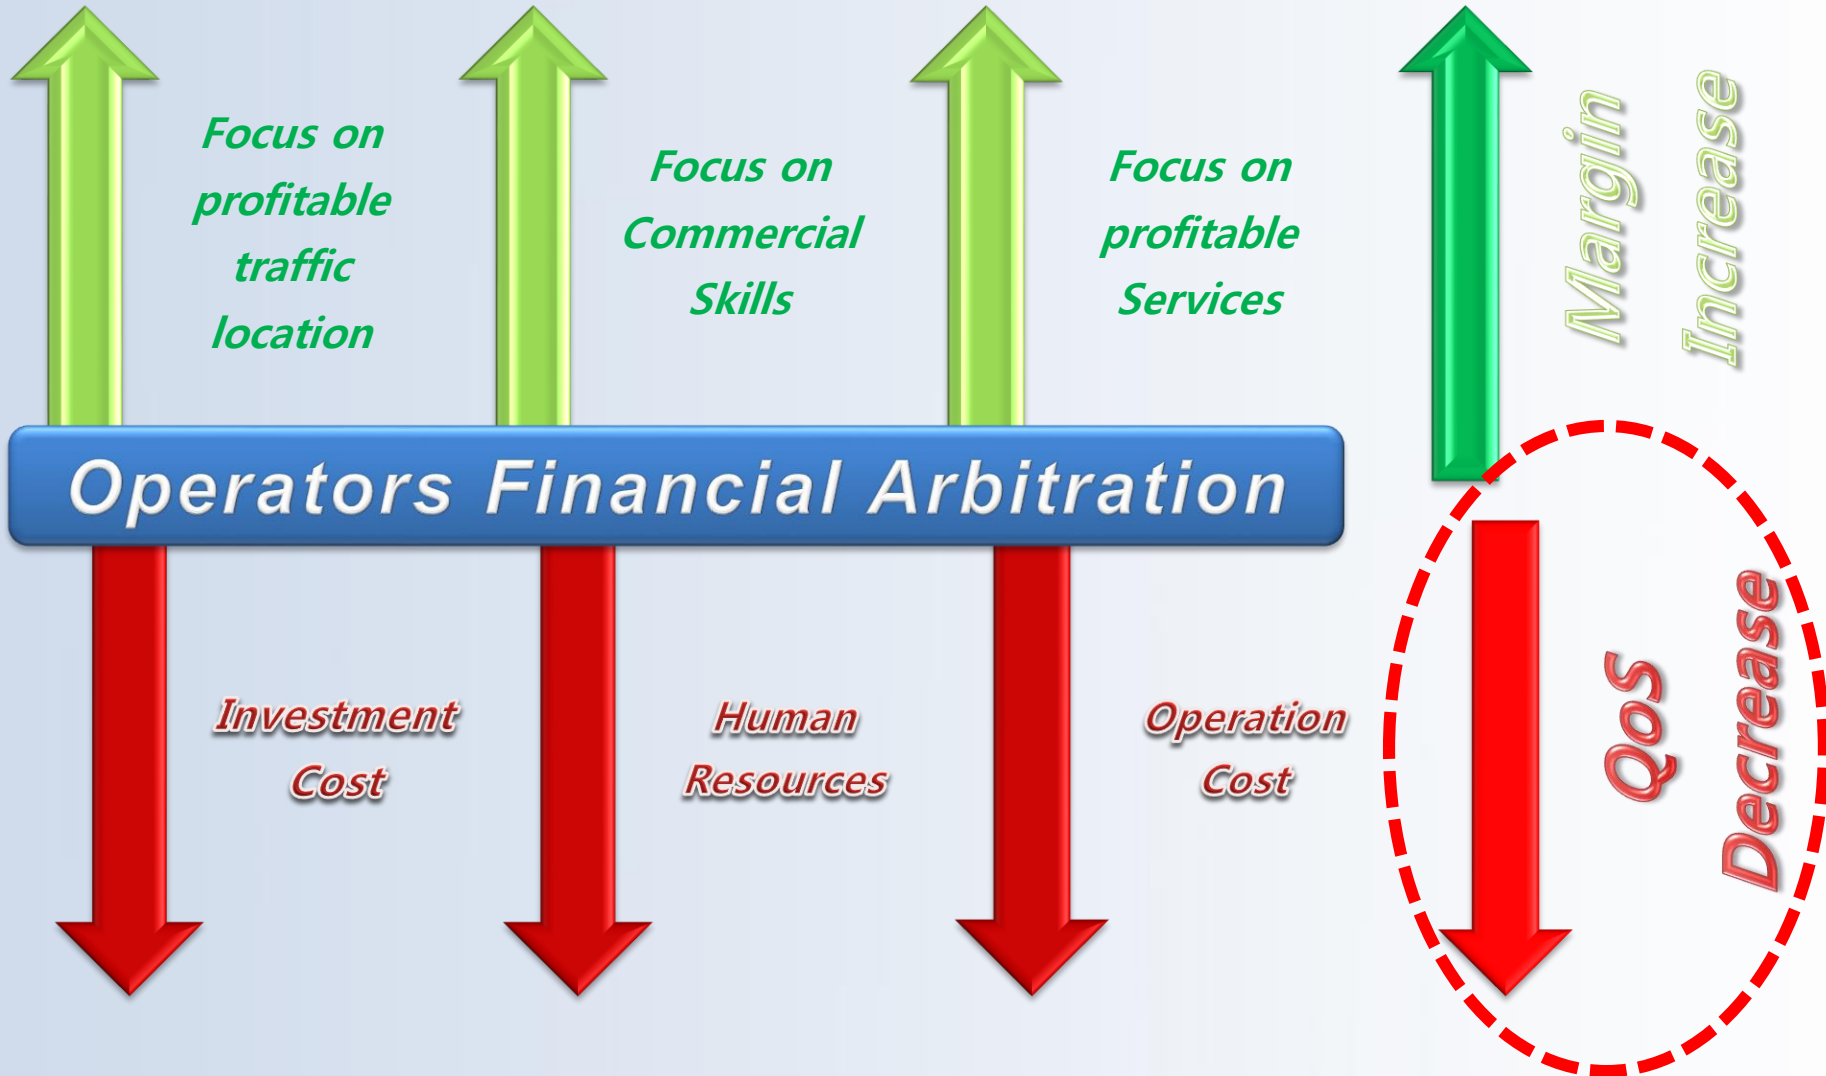 Focus on
profitable
traffic
location
Focus on
Commercial
Skills
Focus on
profitable
Services
Margin
Increase
Operators Financial Arbitration
Investment
Cost
Human
Resources
Operation
Cost
QoS
Decrease